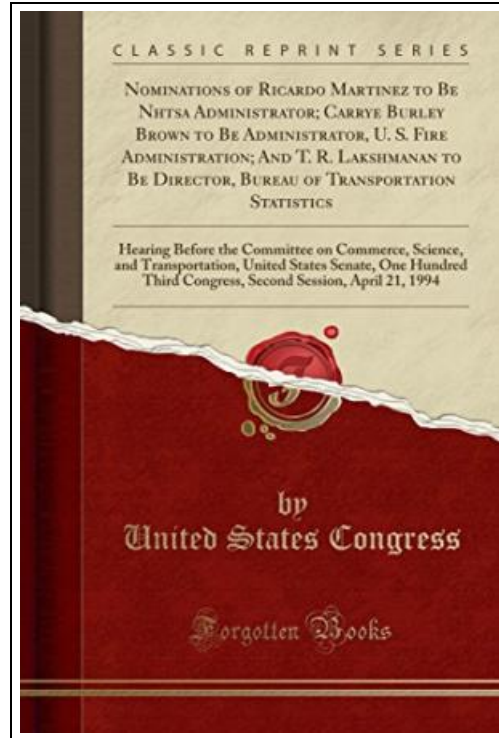 CLASSIC REPRINT SERIES
NOMINATIONS OF RICARDO MARTINEZ TO BE
NHTSA ADMINISTRATOR; CARRYE BURLEY
BROWN TO BE ADMINISTRATOR, U. S. FIRE
ADMINISTRATION; AND T. R. LAKSHMANAN TO
BE DIRECTOR, BUREAU OF TRANSPORTATION
STATISTICS
Hearing Before the Committee on Commerce, Science,
and Transportation, United States Senate, One Hundred
Third Congress, Second Session, April 21, 1994
by
United States Congress
Forgotten Books